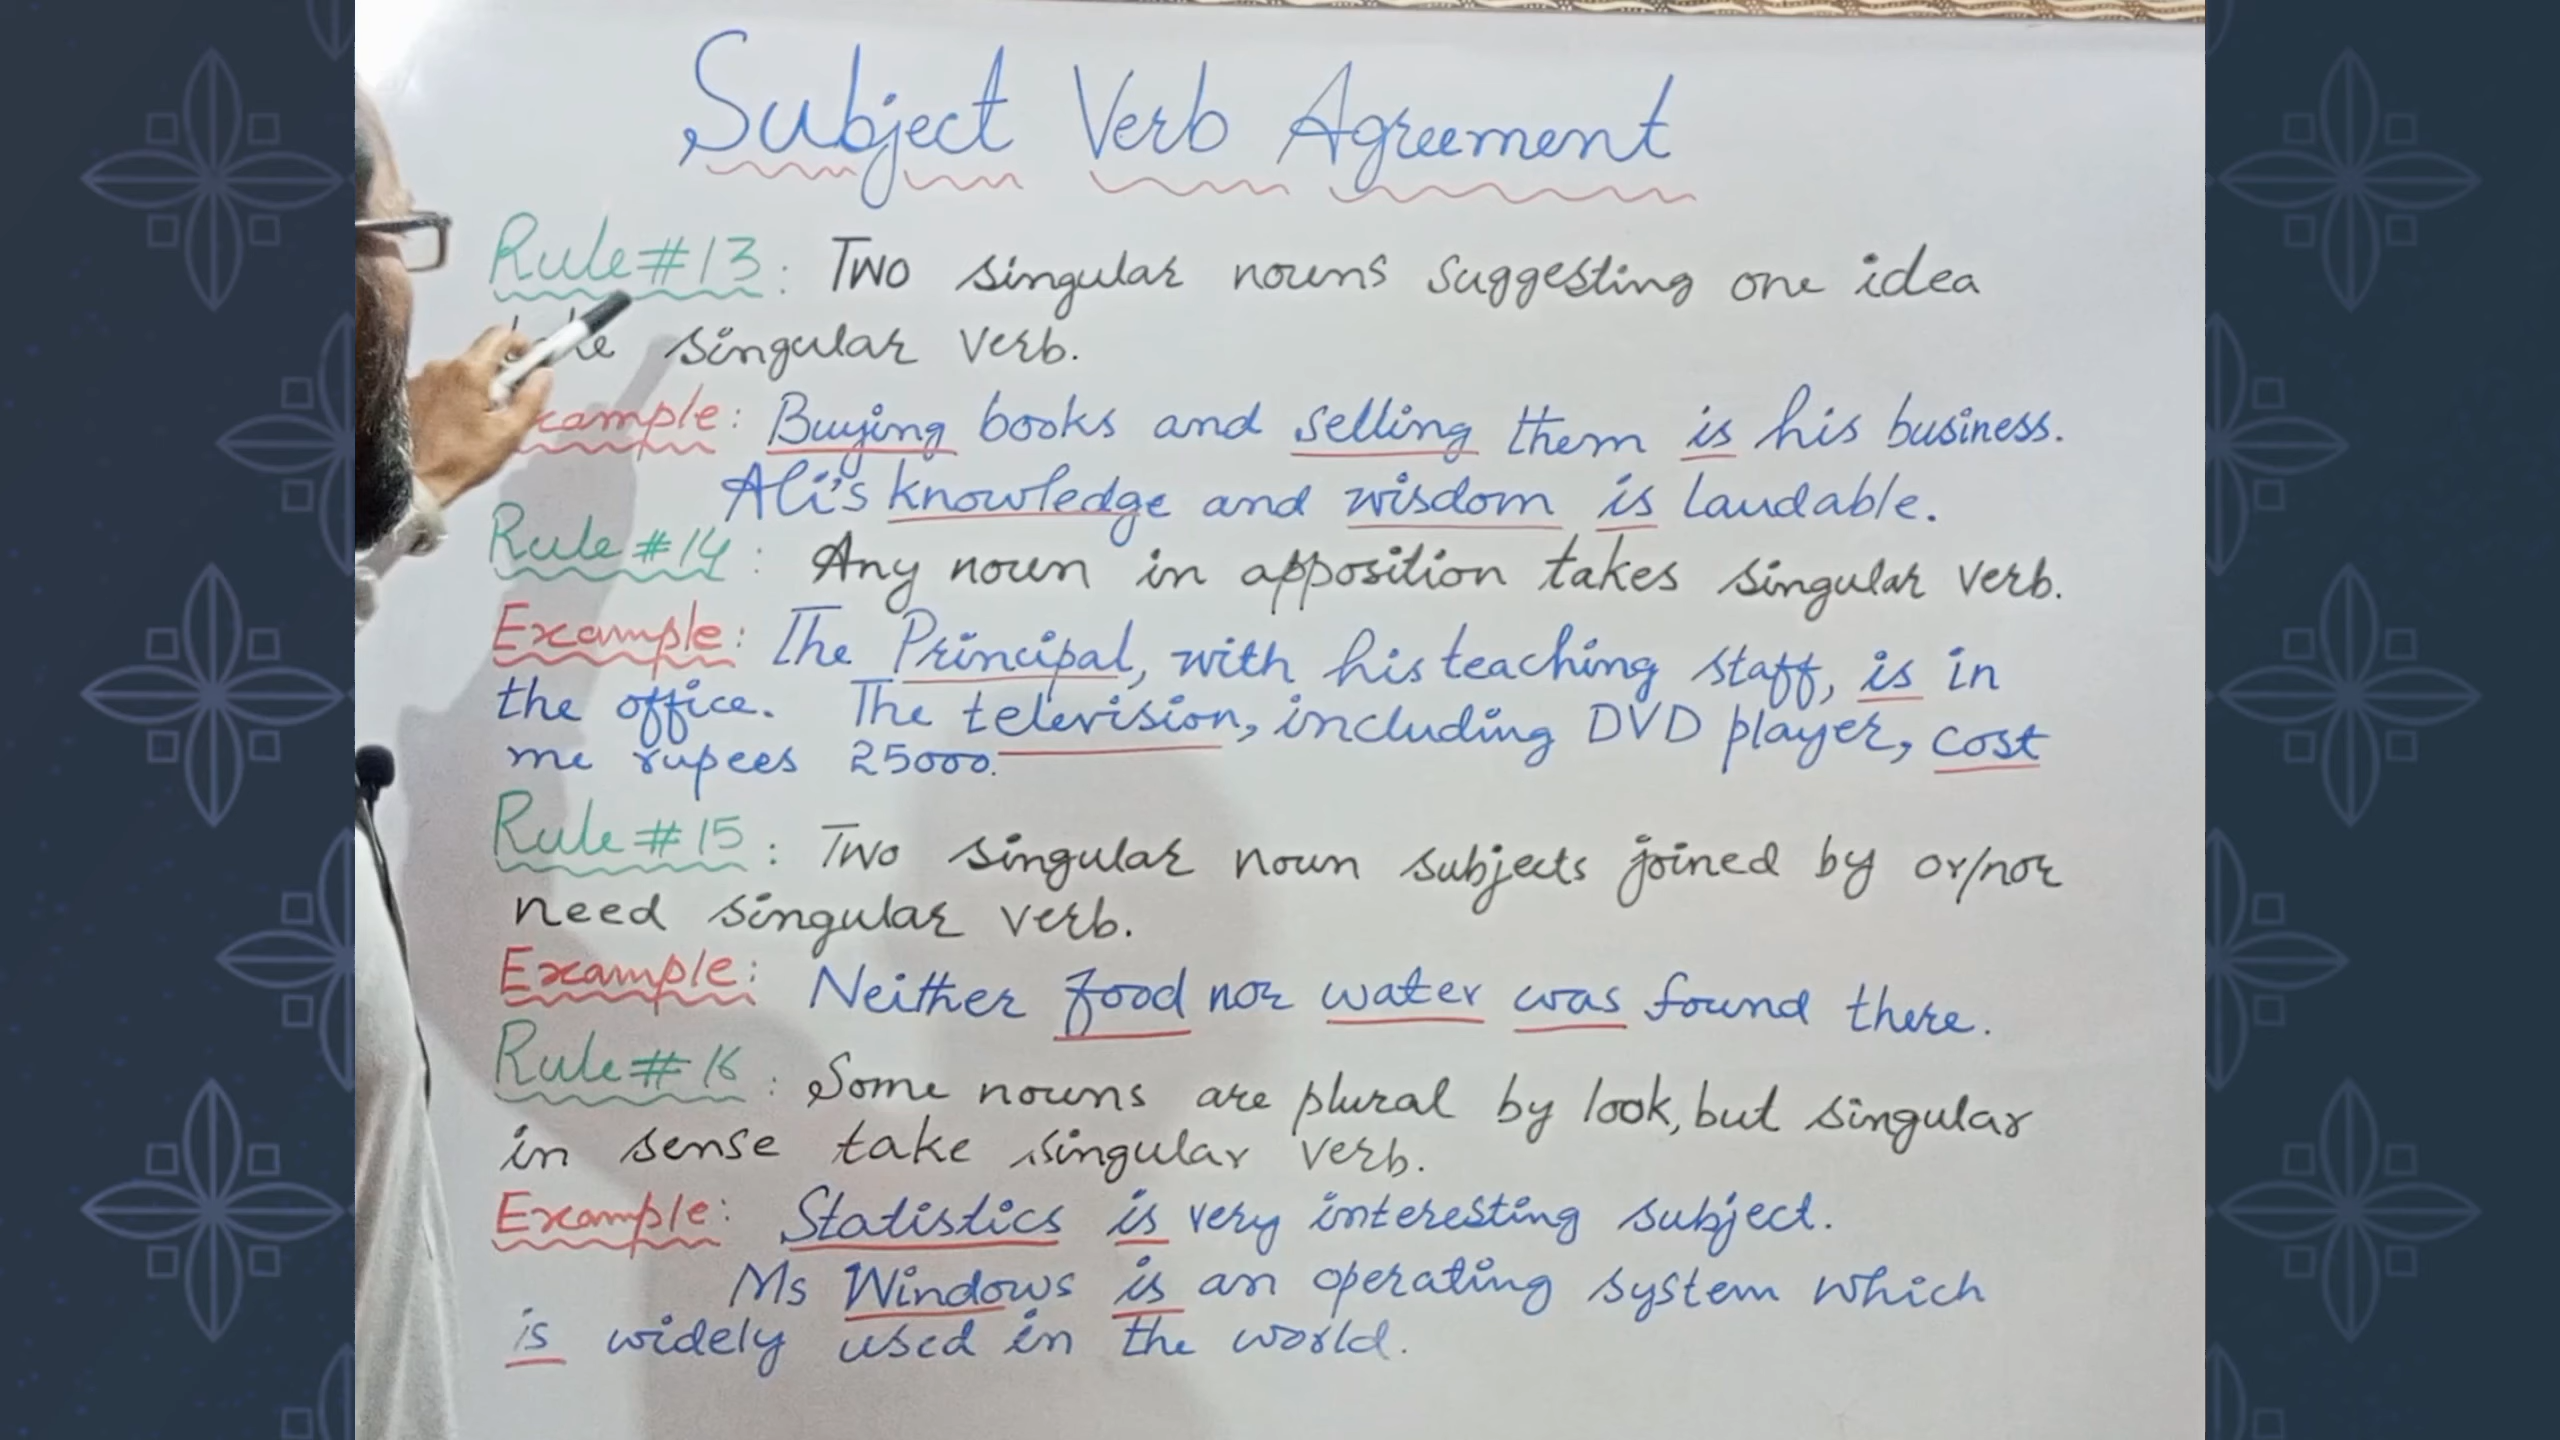 Subject Verb Agreement
Rule#13: Two singular nouns suggesting one idea
take singular verb.
Example: Buying books and selling them is his business.
Ali's knowledge and wisdom is laudable.
Rule#14: Any noun in apposition takes singular verb.
Example: The Principal, with his teaching staff, is in
the office. The television, including DVD player, cost
me rupees 25000.
Rule#15: Two singular noun subjects joined by or/nor
need singular verb.
Example: Neither food nor water was found there.
Rule#16: Some nouns are plural by look, but singular
in sense take singular verb.
Example: Statistics is very interesting subject.
Ms Windows is an operating system which
is widely used in the world.